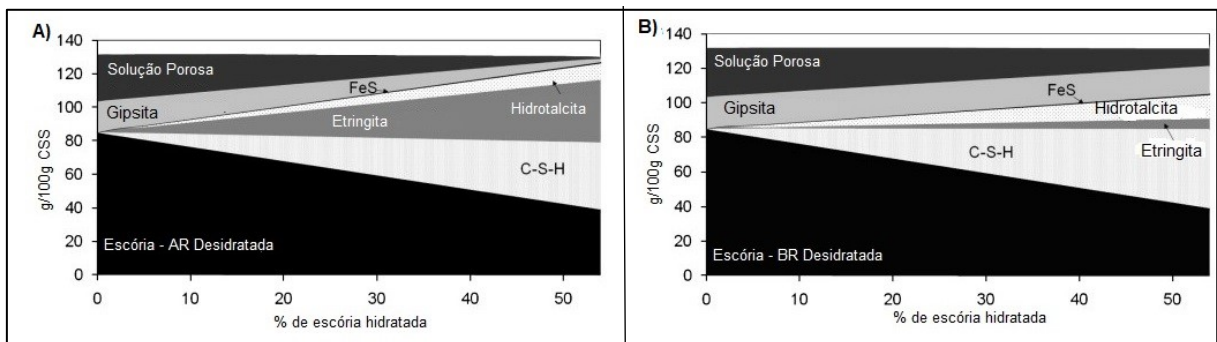 A)
140
120
100
80
60
40
20
0
g/100g CSS
Solução Porosa
FeS
Gipsita
Hidrotalcita
Etringita
C-S-H
Escória - AR Desidratada
0 10 20 30 40 50
% de escória hidratada
B)
140
120
100
80
60
40
20
0
g/100g CSS
Solução Porosa
FeS
Gipsita
Hidrotalcita
C-S-H
Etringita
Escória - BR Desidratada
0 10 20 30 40 50
% de escória hidratada